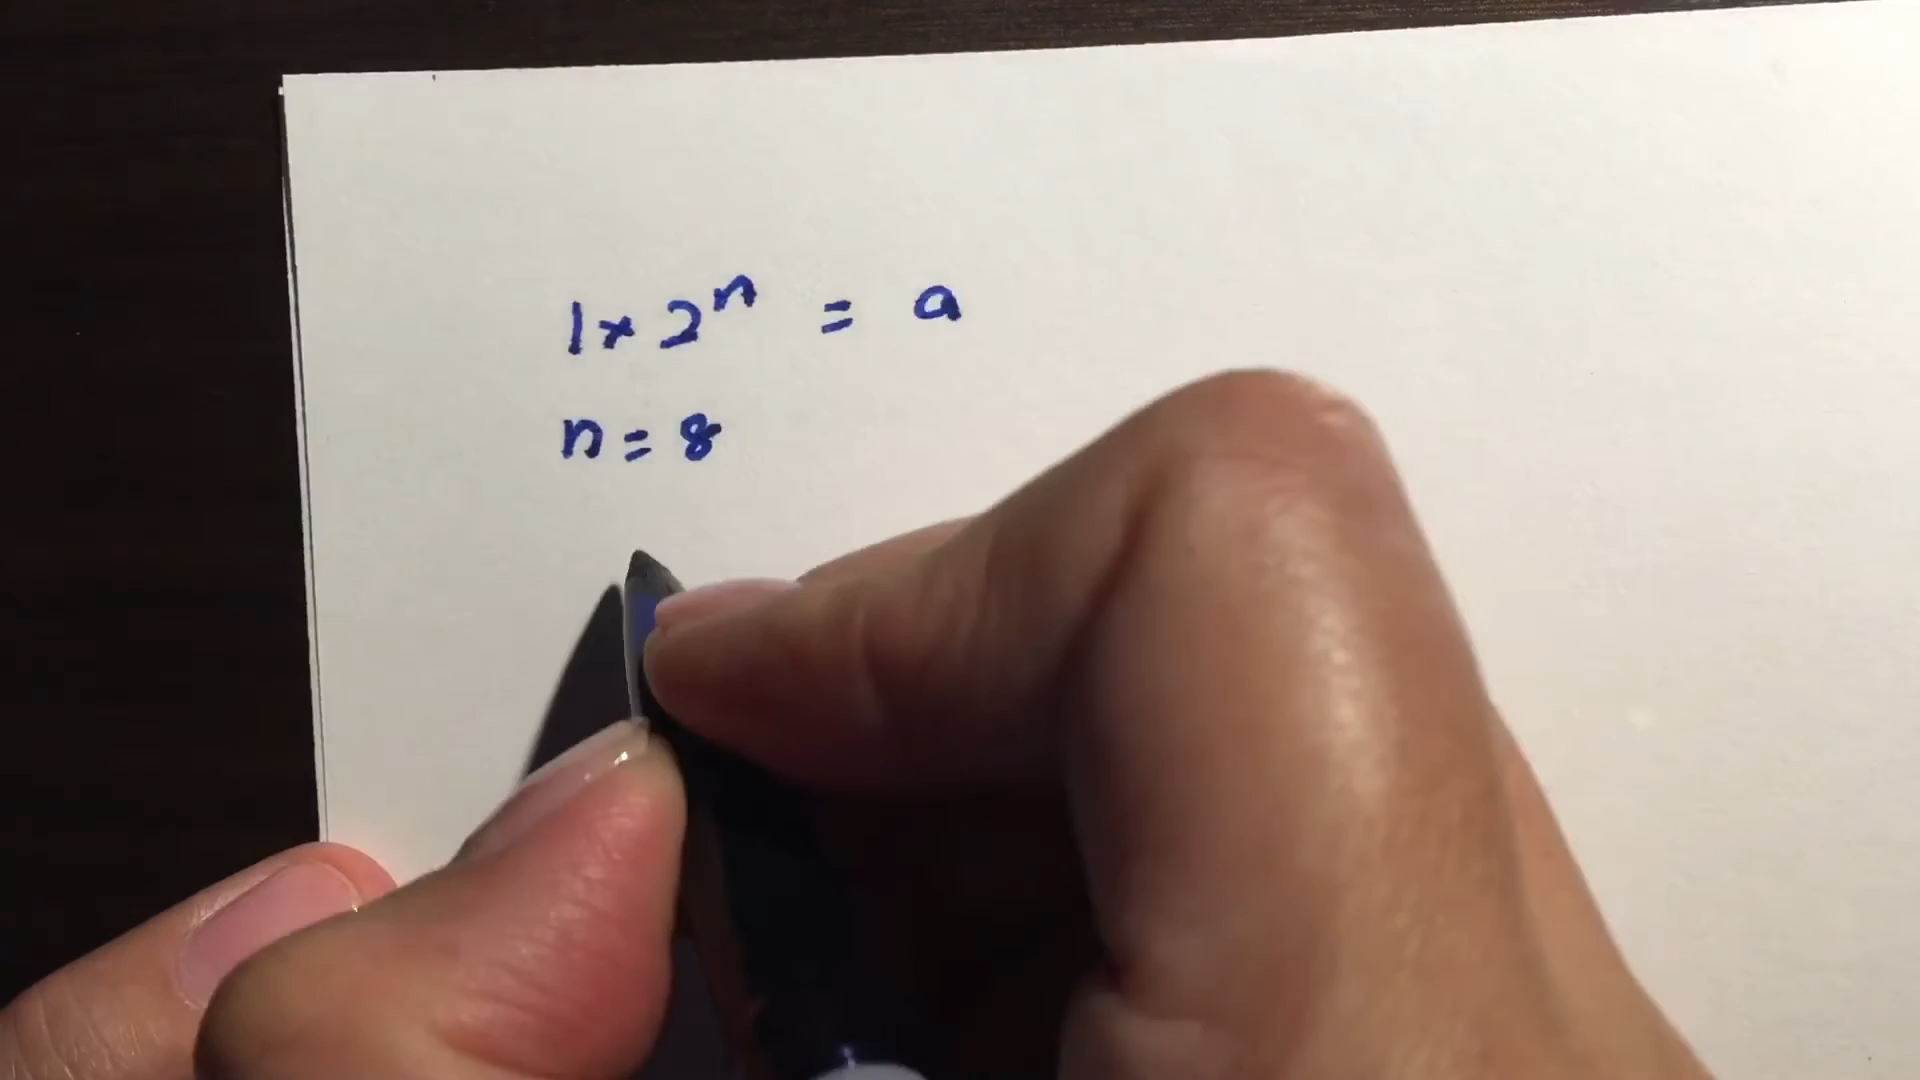 1 × 2ⁿ = a
n = 8